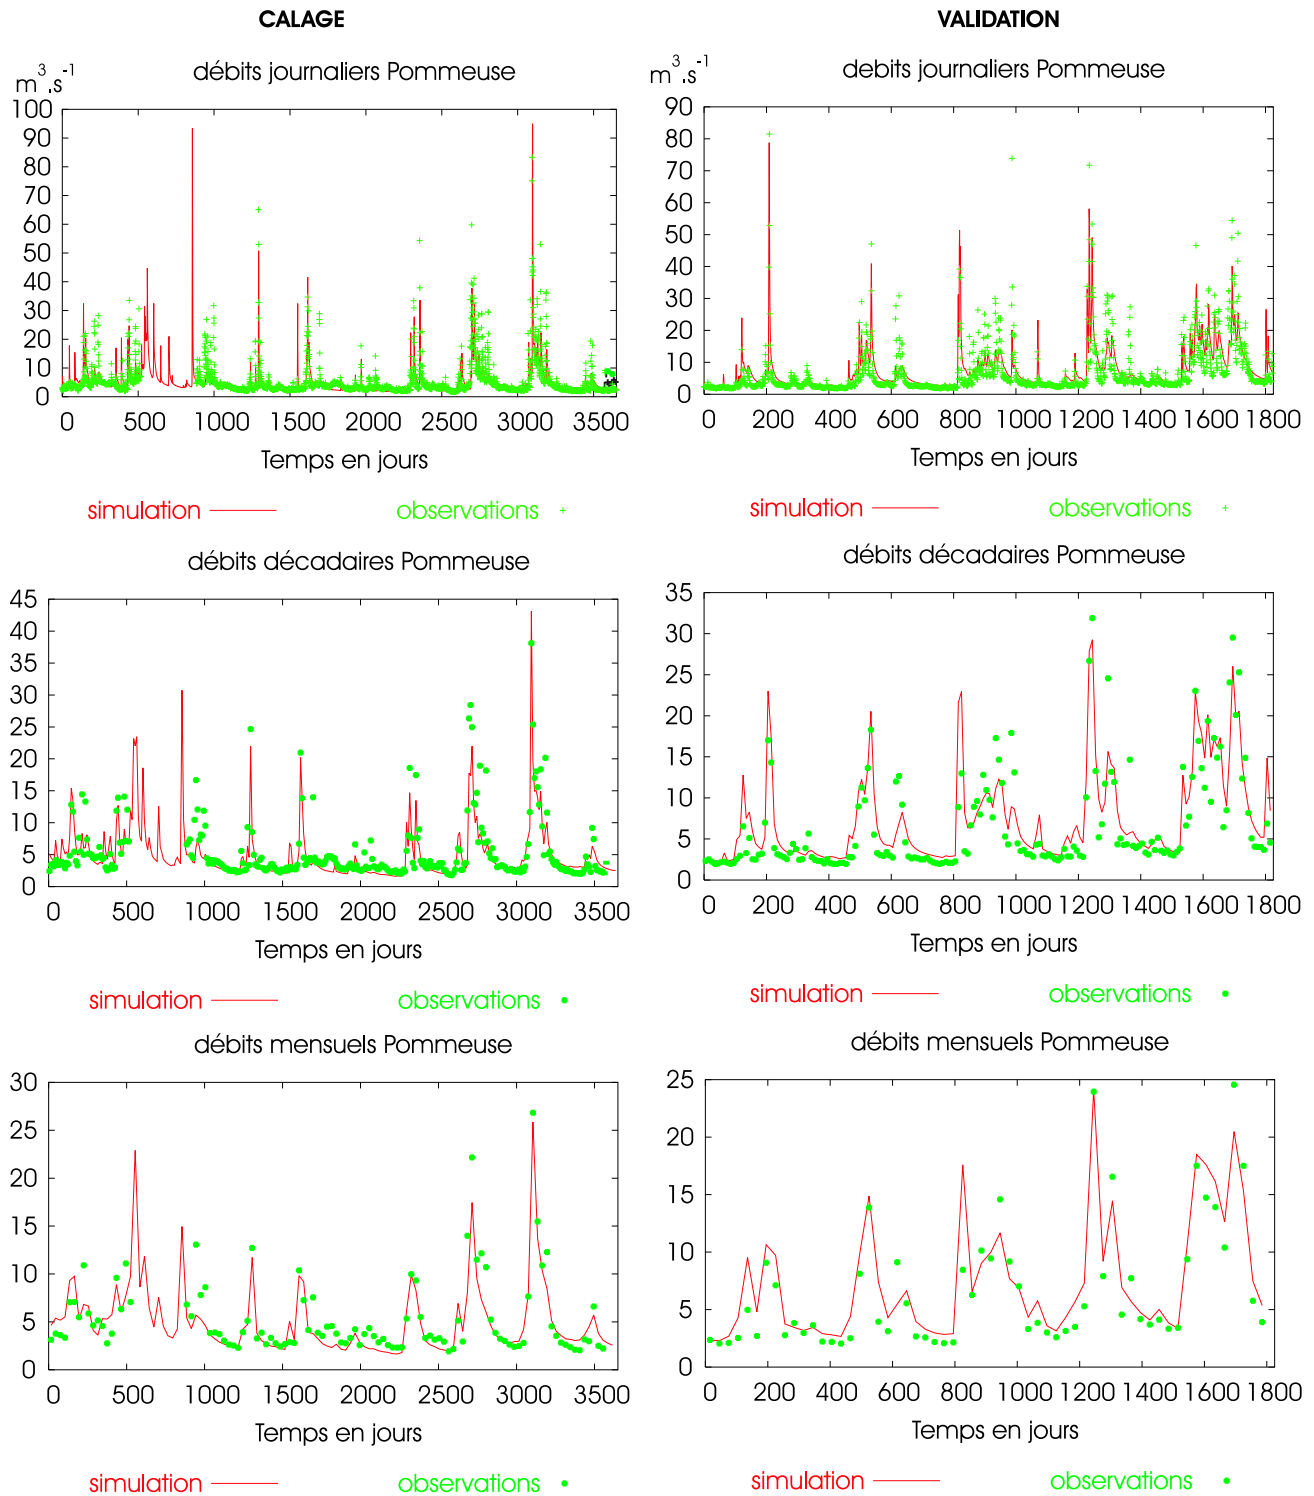 CALAGE
VALIDATION
débits journaliers Pommeuse
m³.s⁻¹
100
90
80
70
60
50
40
30
20
10
0
0 500 1000 1500 2000 2500 3000 3500
Temps en jours
simulation
observations
debits journaliers Pommeuse
m³.s⁻¹
90
80
70
60
50
40
30
20
10
0
0 200 400 600 800 1000 1200 1400 1600 1800
Temps en jours
simulation
observations
débits décadaires Pommeuse
45
40
35
30
25
20
15
10
5
0
0 500 1000 1500 2000 2500 3000 3500
Temps en jours
simulation
observations
débits décadaires Pommeuse
35
30
25
20
15
10
5
0
0 200 400 600 800 1000 1200 1400 1600 1800
Temps en jours
simulation
observations
débits mensuels Pommeuse
30
25
20
15
10
5
0
0 500 1000 1500 2000 2500 3000 3500
Temps en jours
simulation
observations
débits mensuels Pommeuse
25
20
15
10
5
0
0 200 400 600 800 1000 1200 1400 1600 1800
Temps en jours
simulation
observations